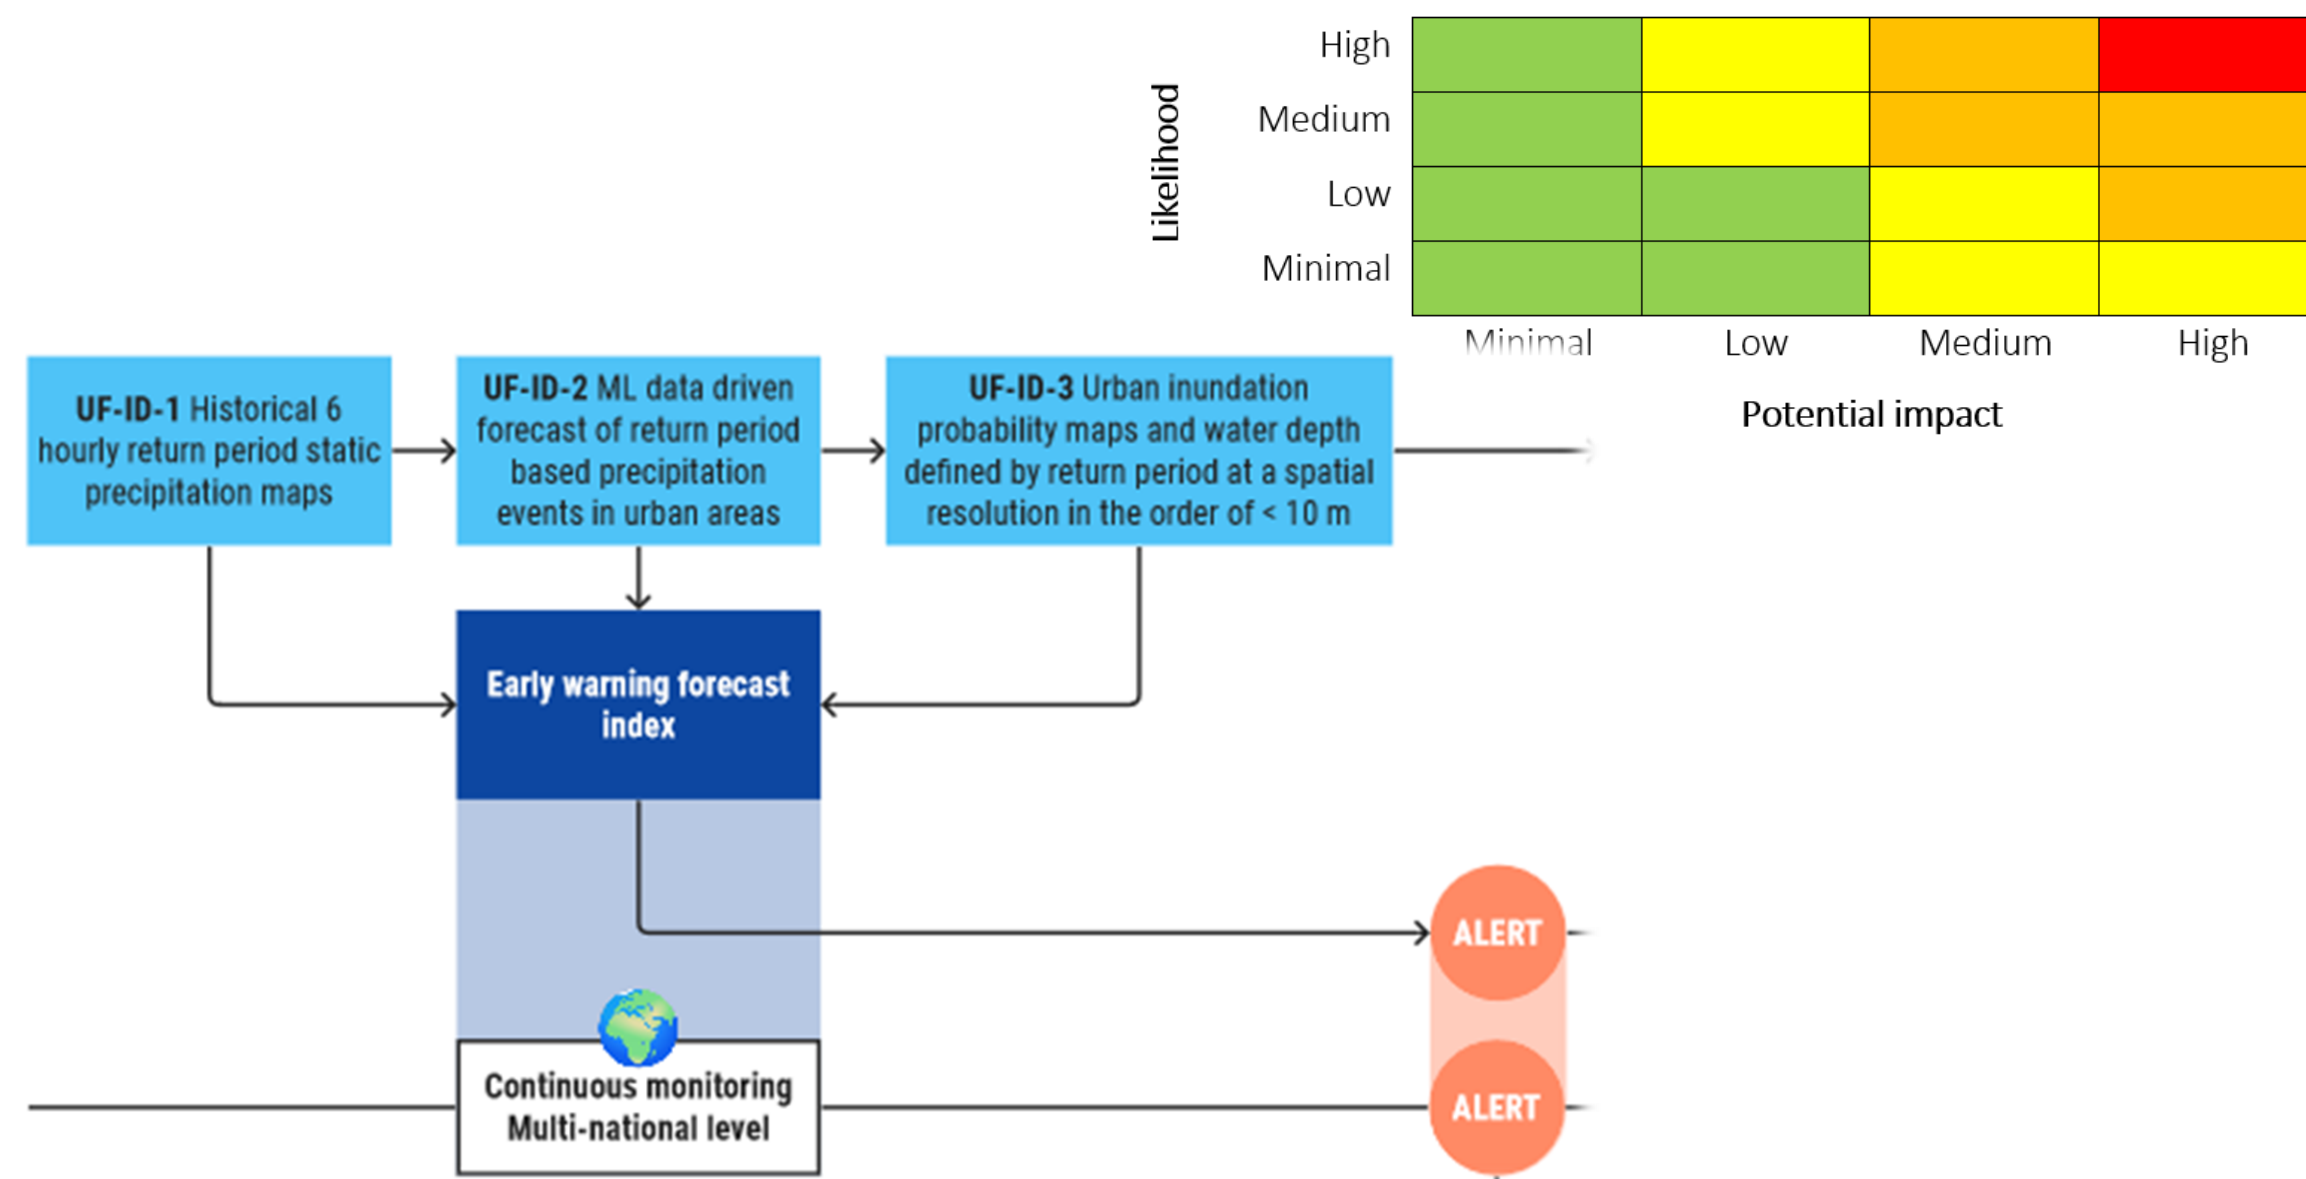 High
Medium
Low
Minimal
Likelihood
Minimal
Low
Medium
High
Potential impact
UF-ID-1 Historical 6
hourly return period static
precipitation maps
UF-ID-2 ML data driven
forecast of return period
based precipitation
events in urban areas
UF-ID-3 Urban inundation
probability maps and water depth
defined by return period at a spatial
resolution in the order of < 10 m
Early warning forecast
index
ALERT
Continuous monitoring
Multi-national level
ALERT